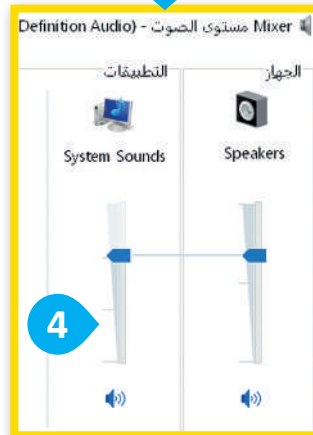 Mixer مستوى الصوت - (Definition Audio
الجهاز
Speakers
التطبيقات
System Sounds
4